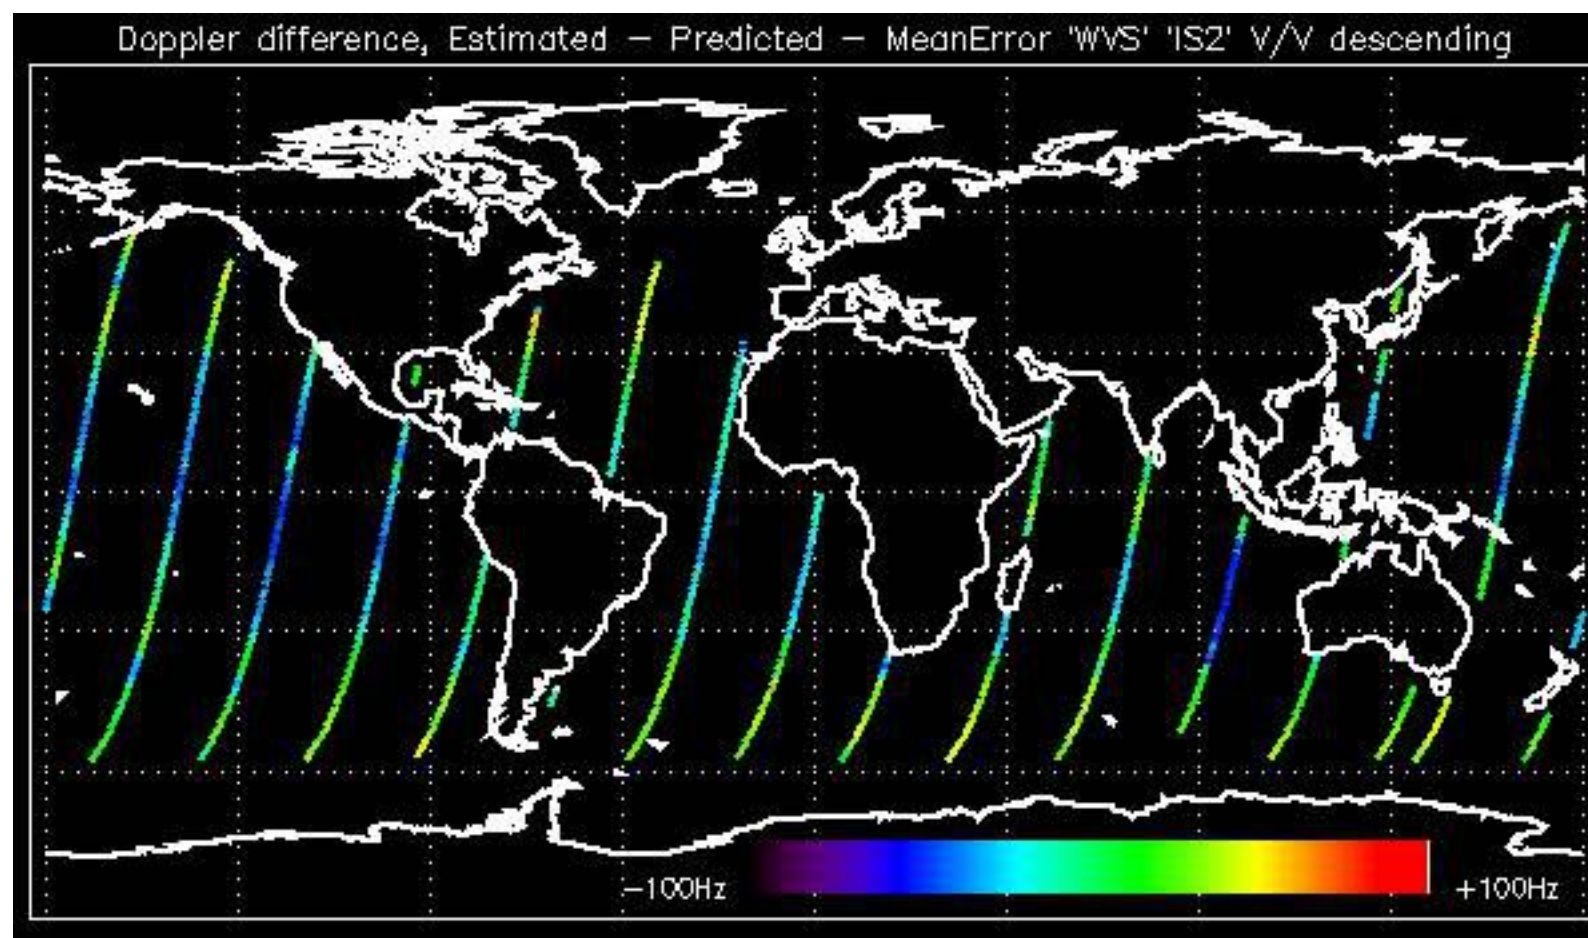 Doppler difference, Estimated – Predicted – MeanError 'WVS' 'IS2' V/V descending
−100Hz +100Hz